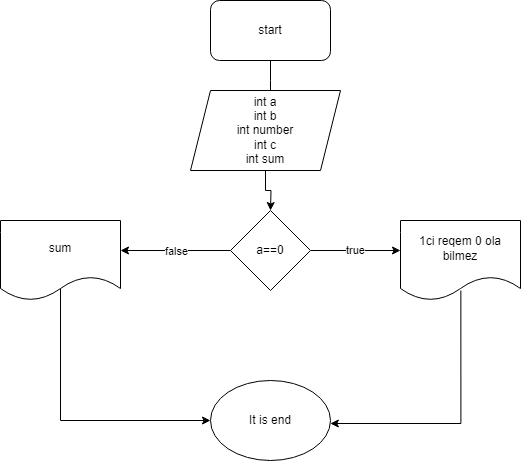 start
int a
int b
int number
int c
int sum
a==0
false
true
sum
1ci reqem 0 ola
bilmez
It is end